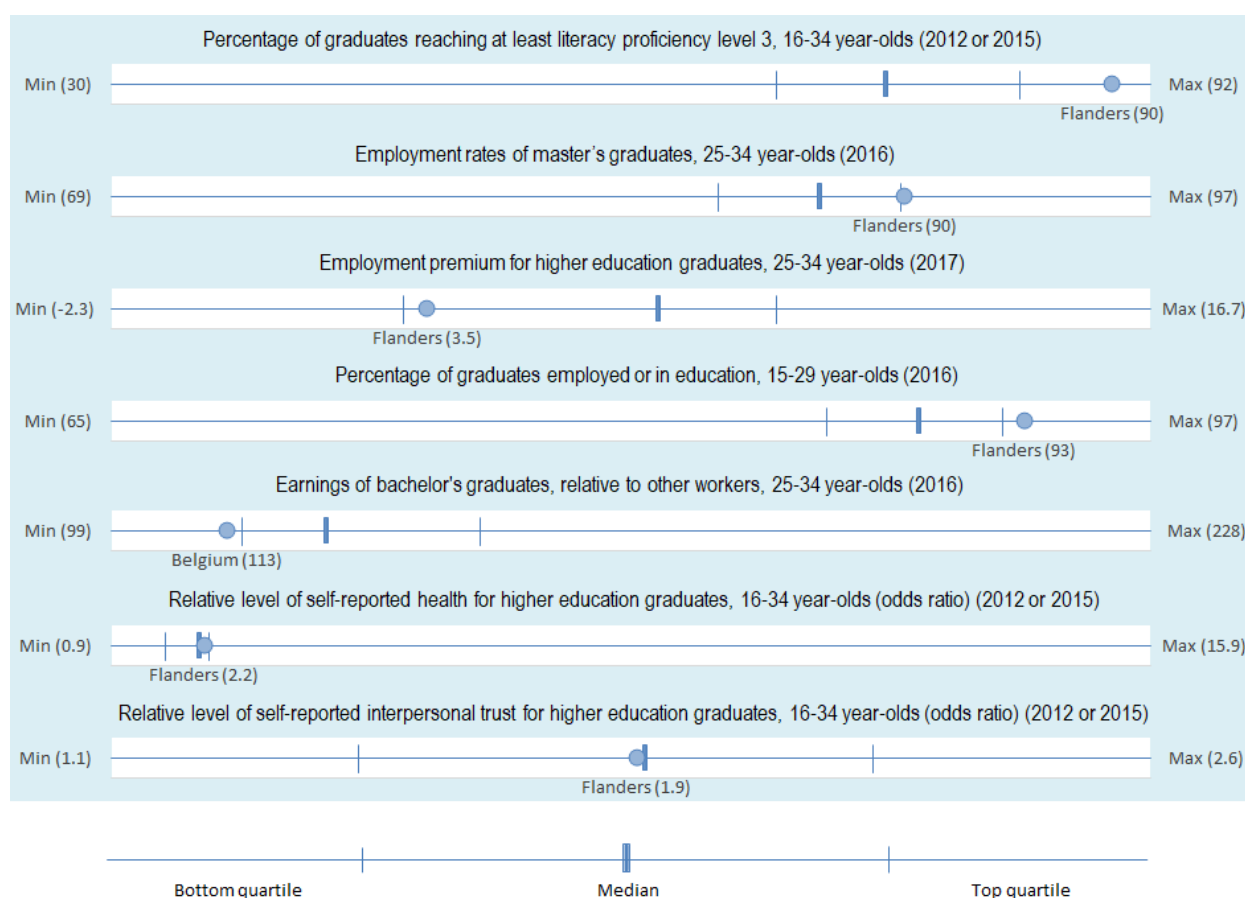 Percentage of graduates reaching at least literacy proficiency level 3, 16-34 year-olds (2012 or 2015)
Min (30)
Max (92)
Flanders (90)
Employment rates of master's graduates, 25-34 year-olds (2016)
Min (69)
Max (97)
Flanders (90)
Employment premium for higher education graduates, 25-34 year-olds (2017)
Min (-2.3)
Max (16.7)
Flanders (3.5)
Percentage of graduates employed or in education, 15-29 year-olds (2016)
Min (65)
Max (97)
Flanders (93)
Earnings of bachelor's graduates, relative to other workers, 25-34 year-olds (2016)
Min (99)
Max (228)
Belgium (113)
Relative level of self-reported health for higher education graduates, 16-34 year-olds (odds ratio) (2012 or 2015)
Min (0.9)
Max (15.9)
Flanders (2.2)
Relative level of self-reported interpersonal trust for higher education graduates, 16-34 year-olds (odds ratio) (2012 or 2015)
Min (1.1)
Max (2.6)
Flanders (1.9)
Bottom quartile
Median
Top quartile